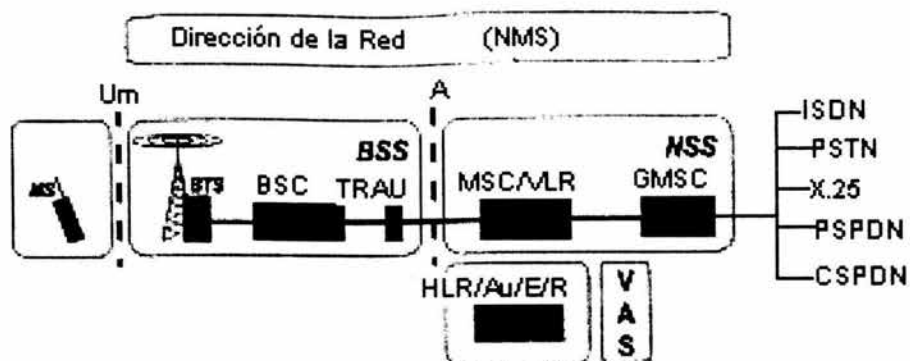 Dirección de la Red (NMS)
Um
A
MS
BTS
BSC
TRAU
BSS
MSC/VLR
GMSC
NSS
ISDN
PSTN
X.25
PSPDN
CSPDN
HLR/Au/E/R
V
A
S